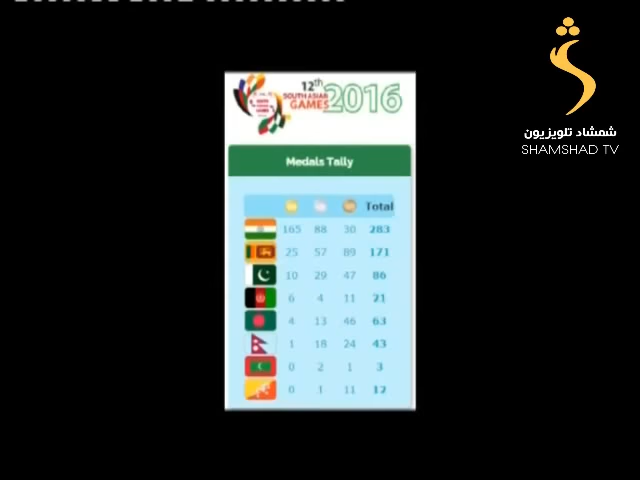 12th
SOUTH ASIAN
GAMES
2016
شمشاد تلویزیون
SHAMSHAD TV
Medals Tally
Total
165 88 30 283
25 57 89 171
10 29 47 86
6 4 11 21
4 13 46 63
1 18 24 43
0 2 1 3
0 1 11 12